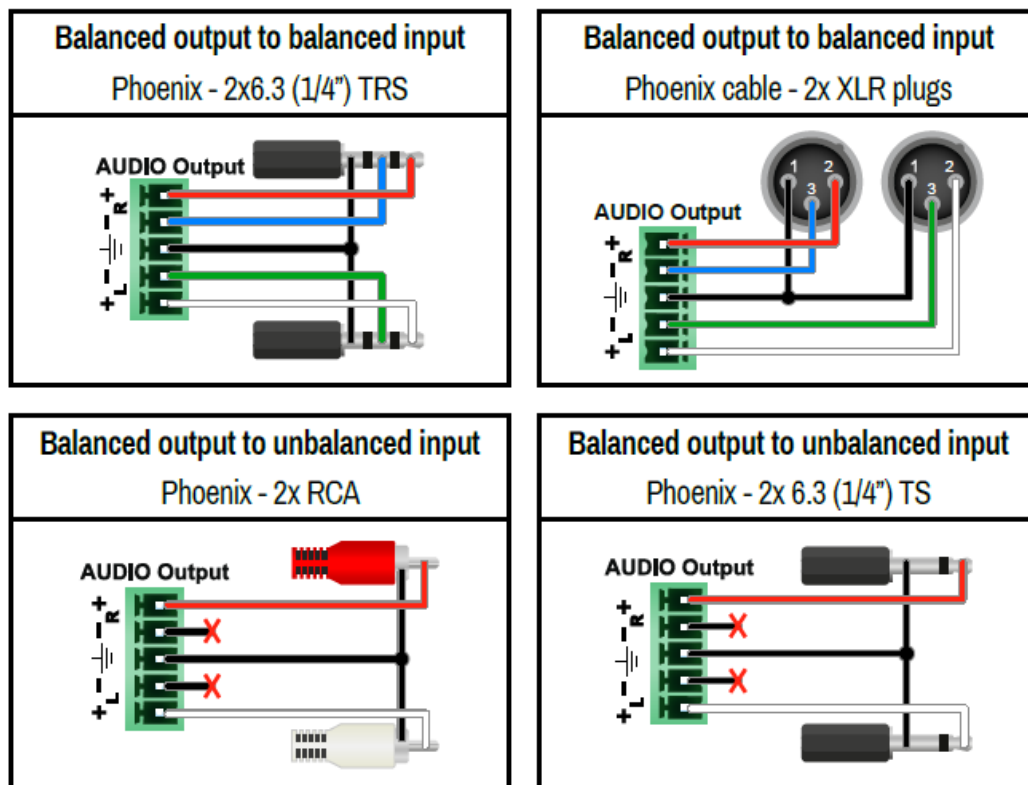 Balanced output to balanced input
Phoenix - 2x6.3 (1/4”) TRS
AUDIO Output
+
R
-
-
L
+
Balanced output to balanced input
Phoenix cable - 2x XLR plugs
1
2
3
1
2
3
AUDIO Output
+
R
-
-
L
+
Balanced output to unbalanced input
Phoenix - 2x RCA
AUDIO Output
+
R
-
-
L
+
Balanced output to unbalanced input
Phoenix - 2x 6.3 (1/4”) TS
AUDIO Output
+
R
-
-
L
+